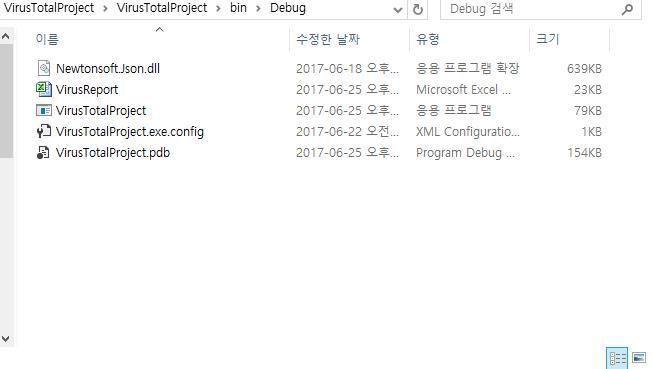 VirusTotalProject > VirusTotalProject > bin > Debug
Debug 검색
이름 수정한 날짜 유형 크기
Newtonsoft.Json.dll 2017-06-18 오후... 응용 프로그램 확장 639KB
VirusReport 2017-06-25 오후... Microsoft Excel ... 23KB
VirusTotalProject 2017-06-25 오후... 응용 프로그램 79KB
VirusTotalProject.exe.config 2017-06-22 오전... XML Configuratio... 1KB
VirusTotalProject.pdb 2017-06-25 오후... Program Debug ... 154KB